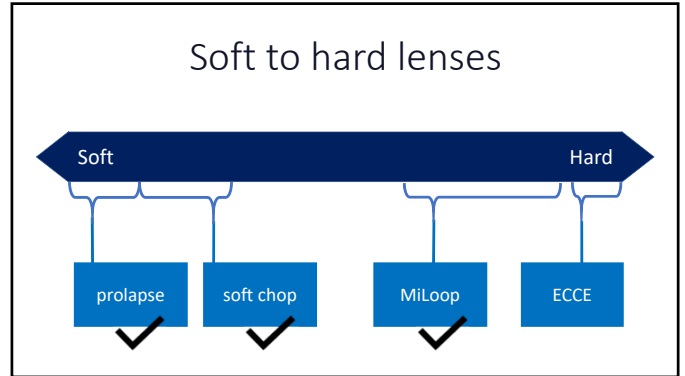 Soft to hard lenses
Soft
Hard
prolapse
soft chop
MiLoop
ECCE